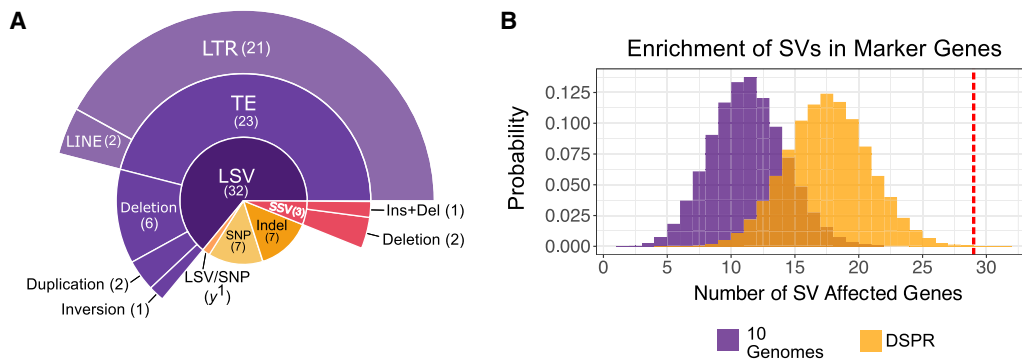 A
LTR (21)
TE
(23)
LINE (2)
LSV
(32)
Deletion
(6)
SSV(3)
Ins+Del (1)
Deletion (2)
Indel
(7)
SNP
(7)
LSV/SNP
(y1)
Duplication (2)
Inversion (1)
B
Enrichment of SVs in Marker Genes
Probability
0.125
0.100
0.075
0.050
0.025
0.000
0 5 10 15 20 25 30
Number of SV Affected Genes
10
Genomes
DSPR